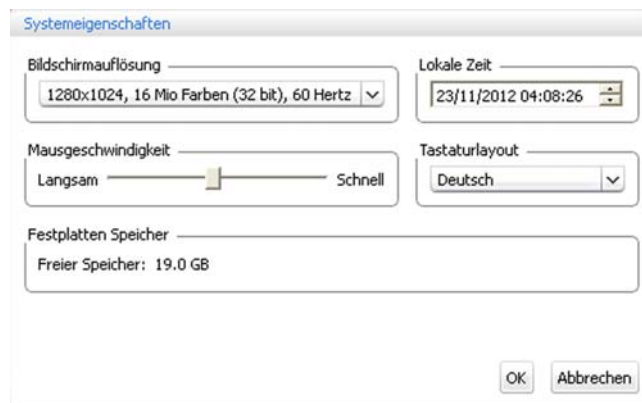 Systemeigenschaften
Bildschirmauflösung
1280x1024, 16 Mio Farben (32 bit), 60 Hertz
Lokale Zeit
23/11/2012 04:08:26
Mausgeschwindigkeit
Langsam Schnell
Tastaturlayout
Deutsch
Festplatten Speicher
Freier Speicher: 19.0 GB
OK Abbrechen